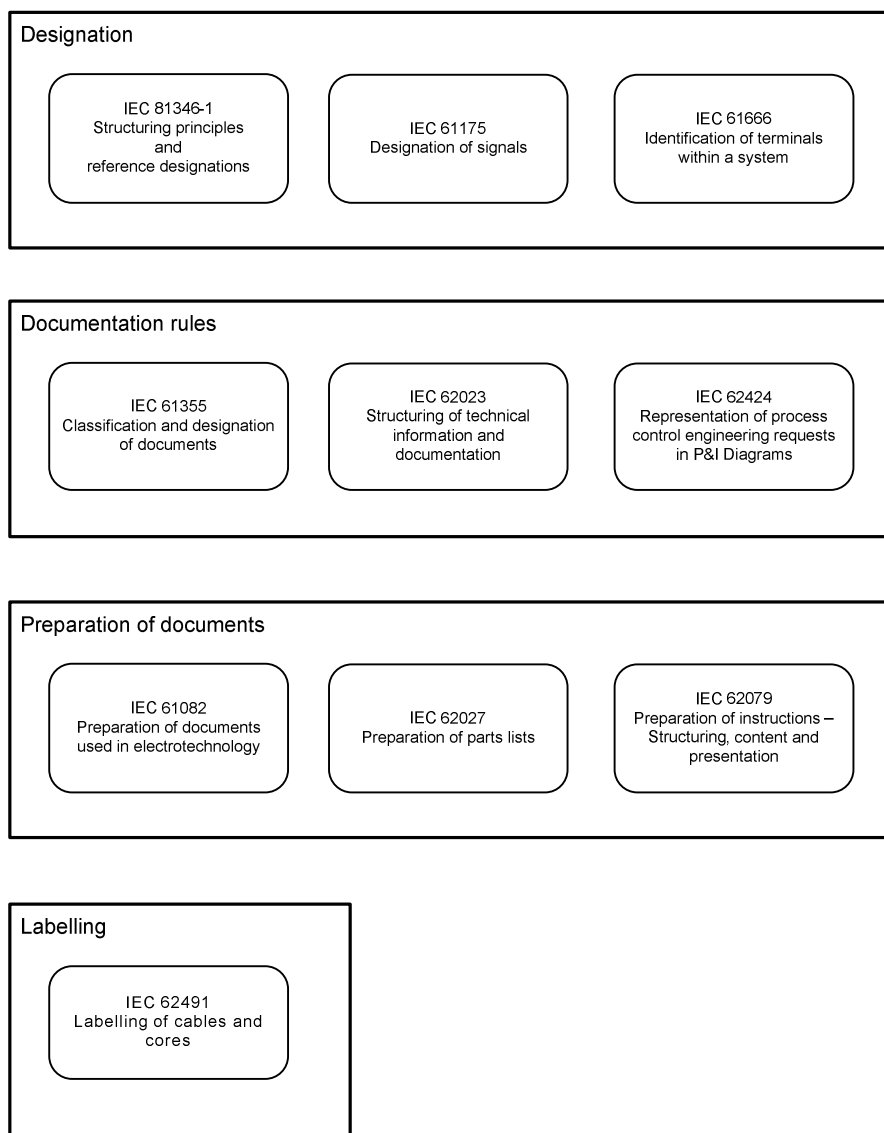 Designation
IEC 81346-1
Structuring principles
and
reference designations
IEC 61175
Designation of signals
IEC 61666
Identification of terminals
within a system
Documentation rules
IEC 61355
Classification and designation
of documents
IEC 62023
Structuring of technical
information and
documentation
IEC 62424
Representation of process
control engineering requests
in P&I Diagrams
Preparation of documents
IEC 61082
Preparation of documents
used in electrotechnology
IEC 62027
Preparation of parts lists
IEC 62079
Preparation of instructions –
Structuring, content and
presentation
Labelling
IEC 62491
Labelling of cables and
cores